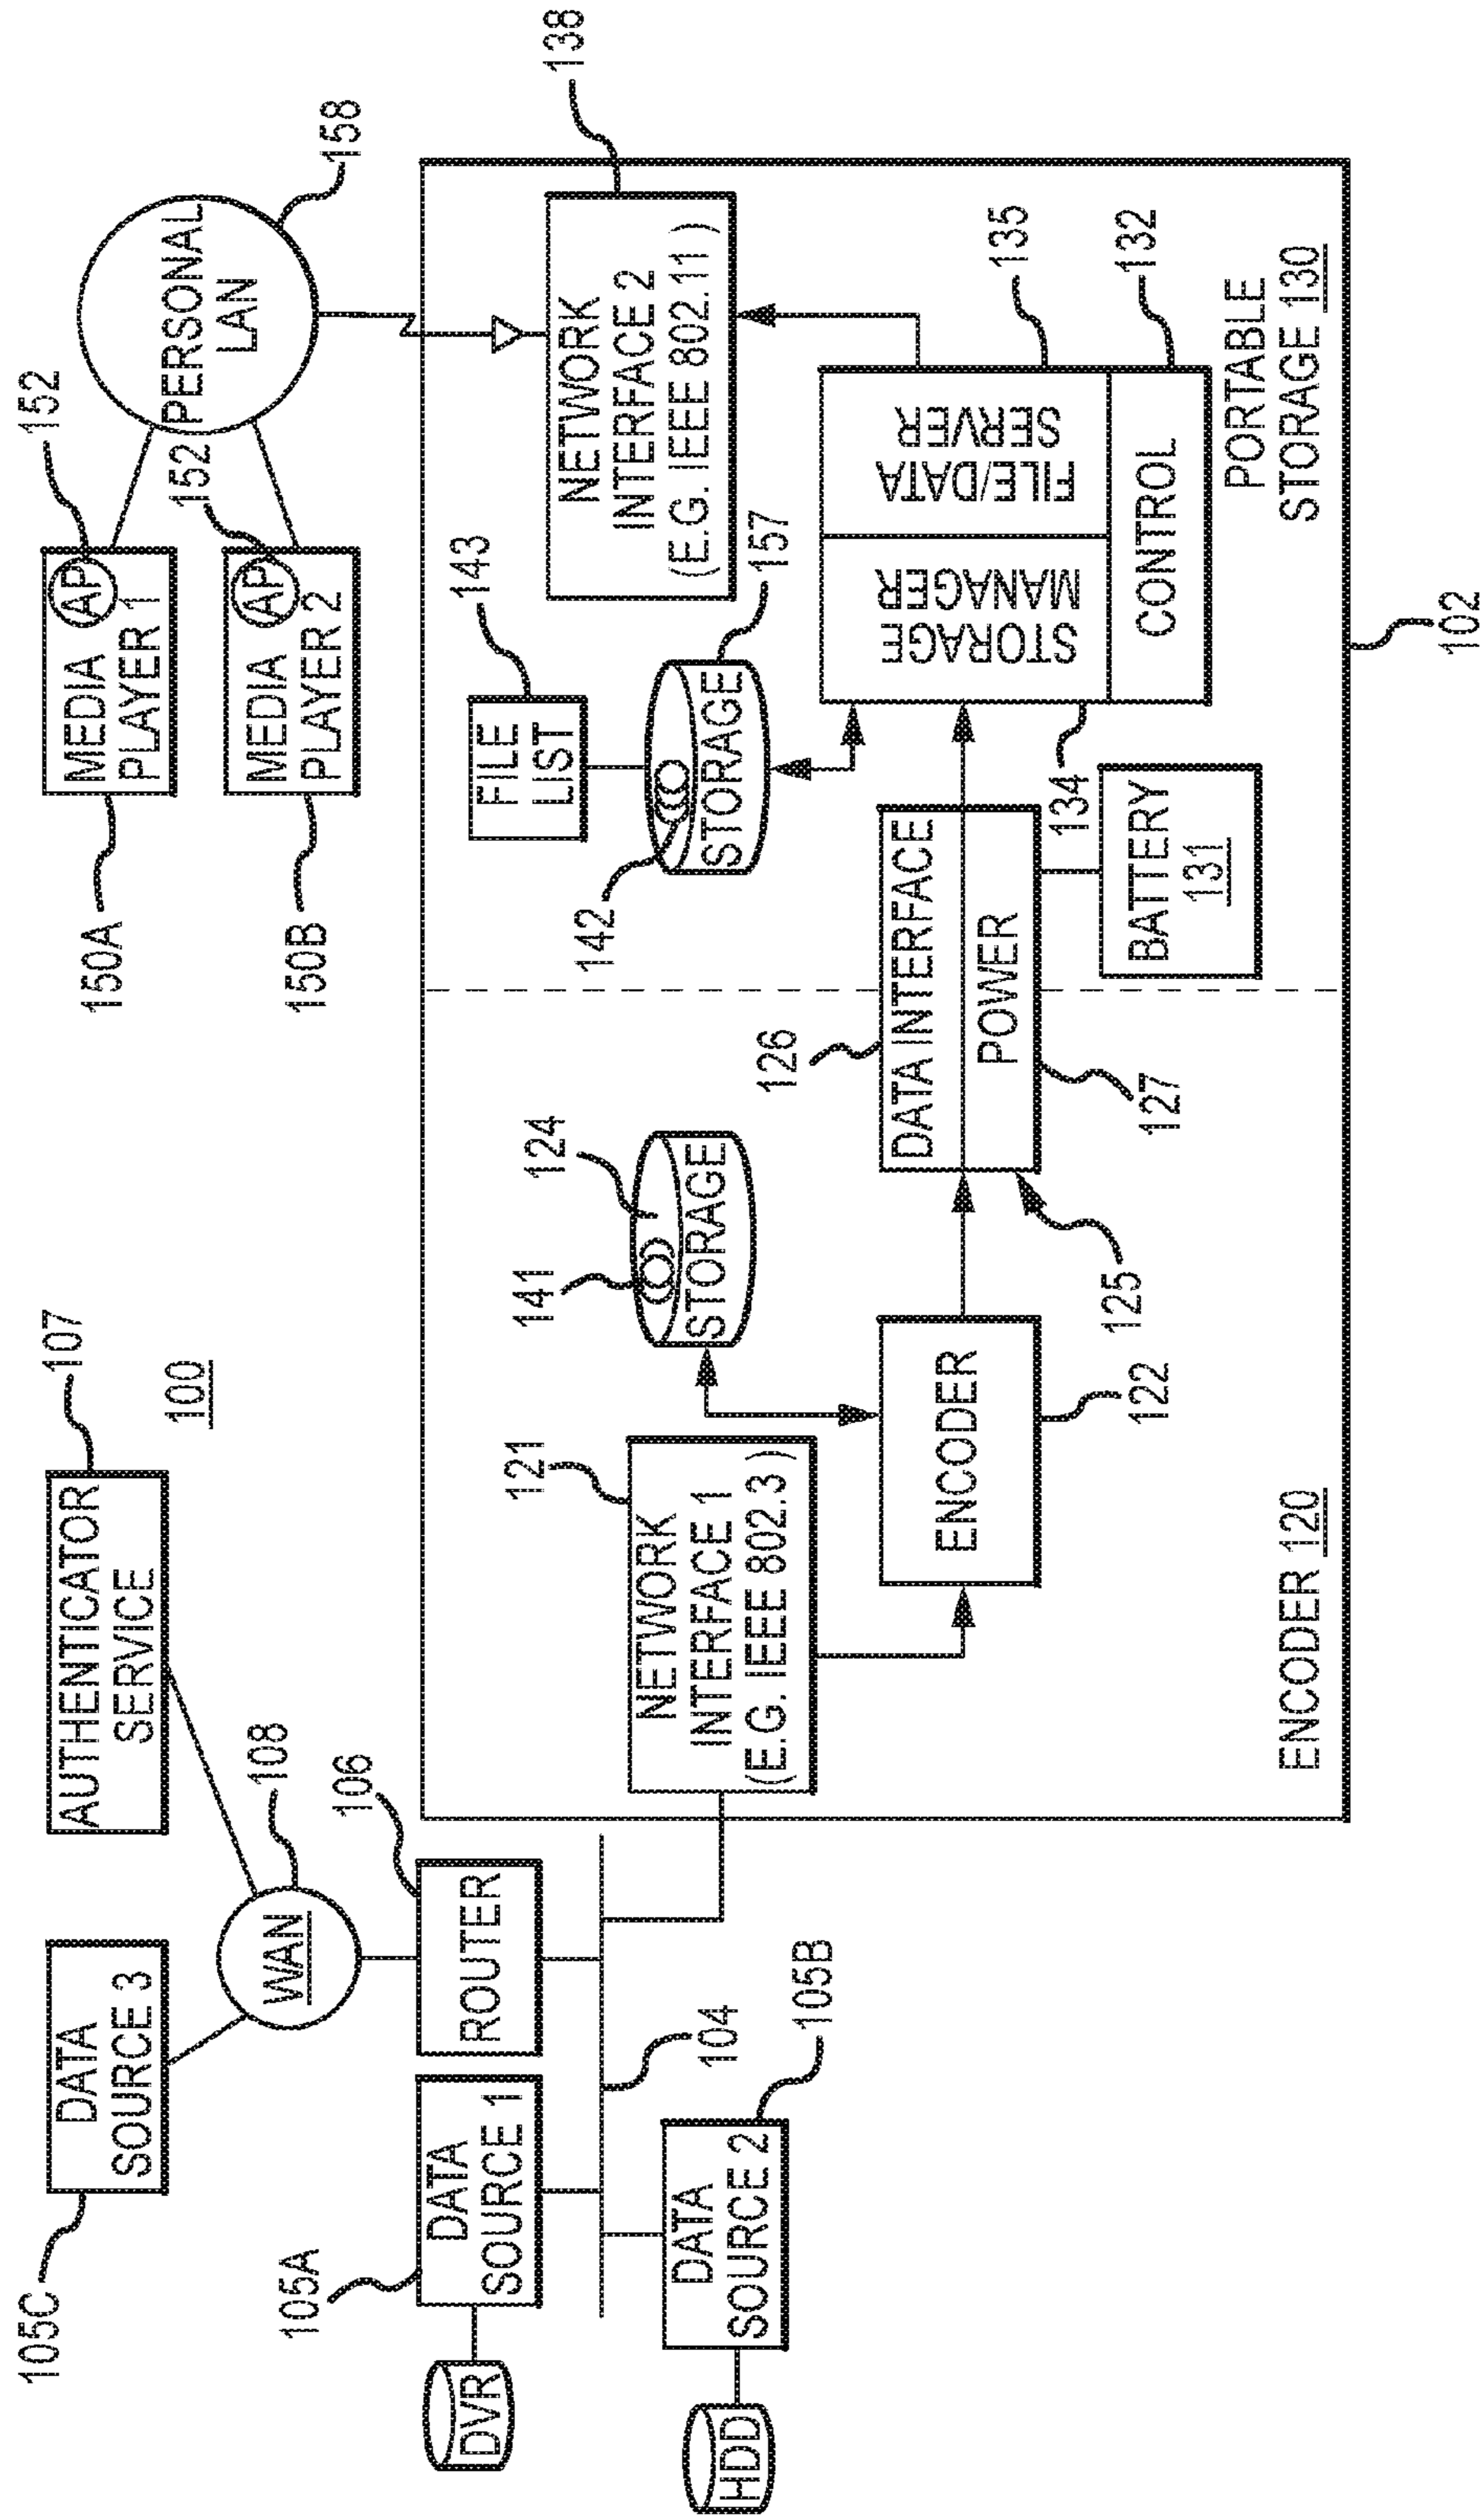 100
105C
DATA
SOURCE 3
AUTHENTICATOR
SERVICE
107
WAN
108
105A
DATA
SOURCE 1
DVR
ROUTER
106
104
DATA
SOURCE 2
105B
HDD
150A
MEDIA
PLAYER 1
AP
152
150B
MEDIA
PLAYER 2
AP
152
PERSONAL
LAN
158
121
NETWORK
INTERFACE 1
(E.G. IEEE 802.3 )
141
124
STORAGE
ENCODER
122
125
126
DATA INTERFACE
POWER
127
FILE
LIST
143
142
STORAGE
157
NETWORK
INTERFACE 2
(E.G. IEEE 802.11 )
138
STORAGE
MANAGER
FILE/DATA
SERVER
135
134
CONTROL
132
BATTERY
131
ENCODER 120
PORTABLE
STORAGE 130
102